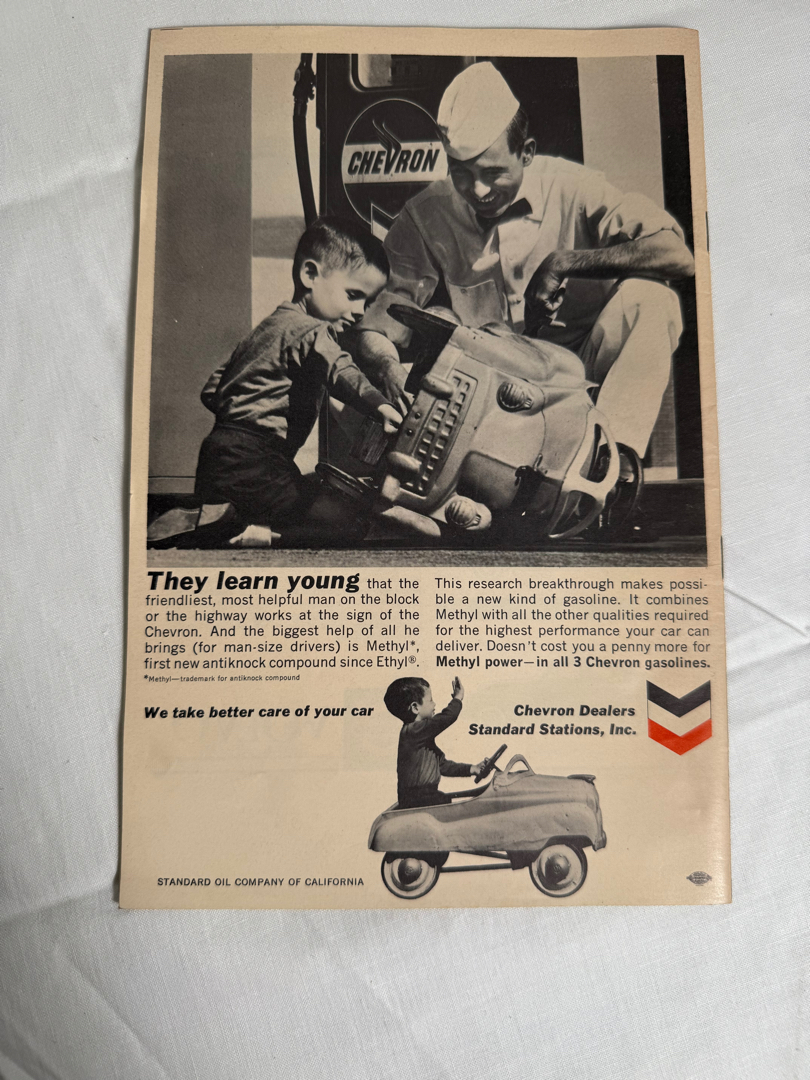 CHEVRON
They learn young that the
friendliest, most helpful man on the block
or the highway works at the sign of the
Chevron. And the biggest help of all he
brings (for man-size drivers) is Methyl*,
first new antiknock compound since Ethyl®.
*Methyl—trademark for antiknock compound
This research breakthrough makes possi-
ble a new kind of gasoline. It combines
Methyl with all the other qualities required
for the highest performance your car can
deliver. Doesn't cost you a penny more for
Methyl power—in all 3 Chevron gasolines.
We take better care of your car
Chevron Dealers
Standard Stations, Inc.
STANDARD OIL COMPANY OF CALIFORNIA